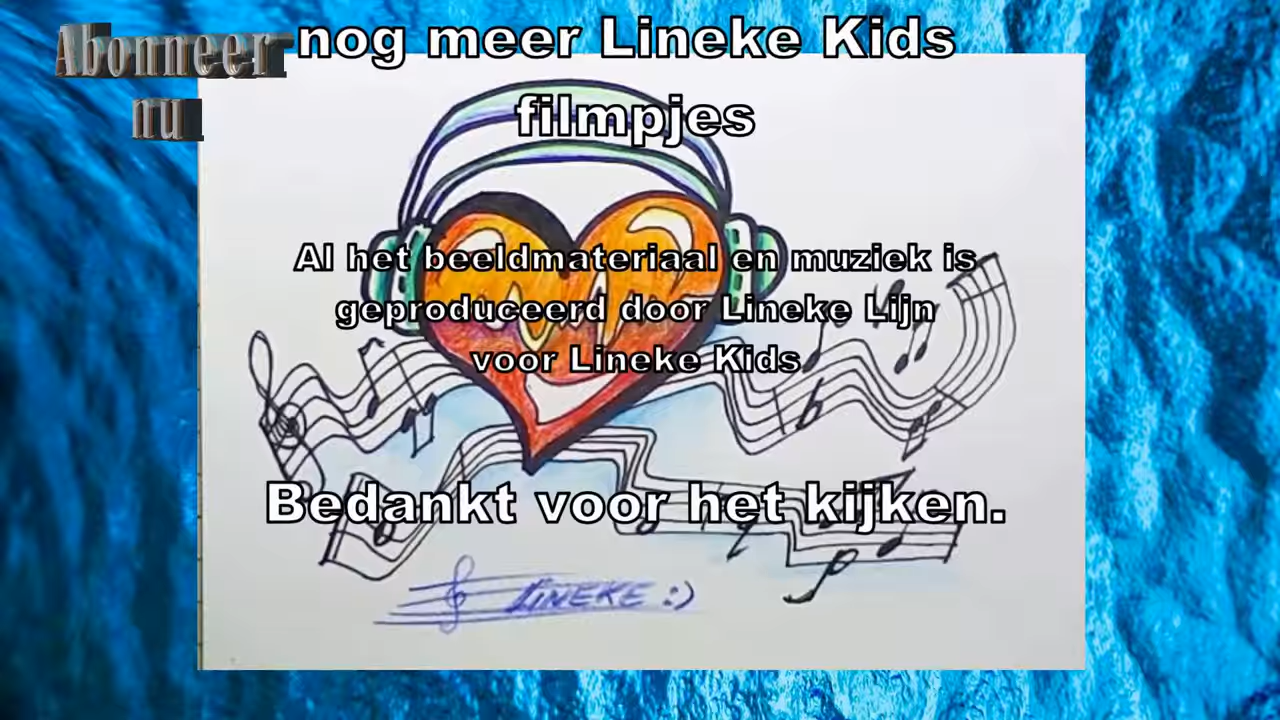 Abonneer
nu
nog meer Lineke Kids
filmpjes
Al het beeldmateriaal en muziek is
geproduceerd door Lineke Lijn
voor Lineke Kids
Bedankt voor het kijken.
LiNEKE :)